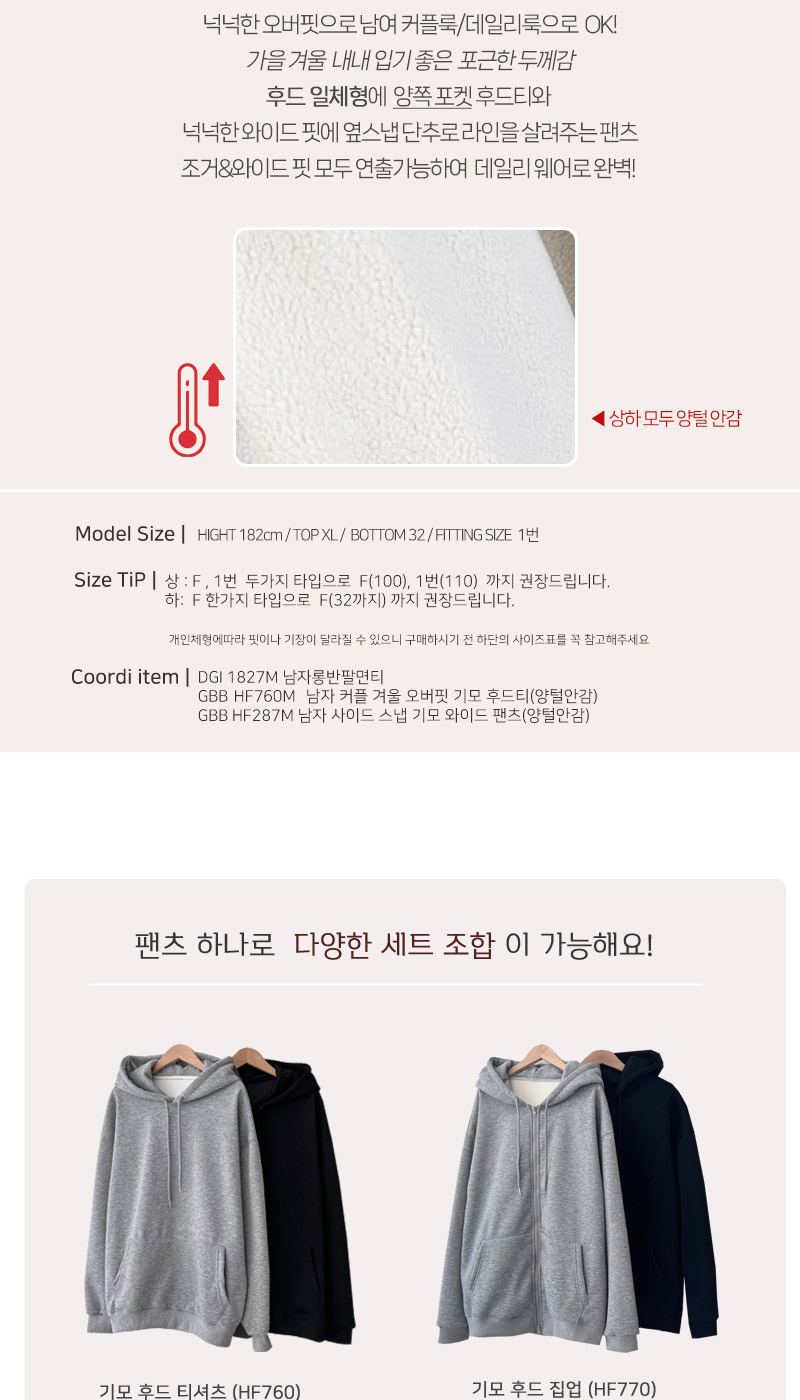 넉넉한 오버핏으로 남여 커플룩/데일리룩으로 OK!
가을 겨울 내내 입기 좋은 포근한 두께감
후드 일체형에 양쪽 포켓 후드티와
넉넉한 와이드 핏에 옆스냅 단추로 라인을 살려주는 팬츠
조거&와이드 핏 모두 연출가능하여 데일리 웨어로 완벽!
◀ 상하 모두 양털 안감
Model Size | HIGHT 182cm / TOP XL / BOTTOM 32 / FITTING SIZE 1번
Size TiP | 상 : F , 1번 두가지 타입으로 F(100), 1번(110) 까지 권장드립니다.
하: F 한가지 타입으로 F(32까지) 까지 권장드립니다.
개인체형에따라 핏이나 기장이 달라질 수 있으니 구매하시기 전 하단의 사이즈표를 꼭 참고해주세요
Coordi item | DGI 1827M 남자롱반팔면티
GBB HF760M 남자 커플 겨울 오버핏 기모 후드티(양털안감)
GBB HF287M 남자 사이드 스냅 기모 와이드 팬츠(양털안감)
팬츠 하나로 다양한 세트 조합 이 가능해요!
기모 후드 티셔츠 (HF760)
기모 후드 집업 (HF770)